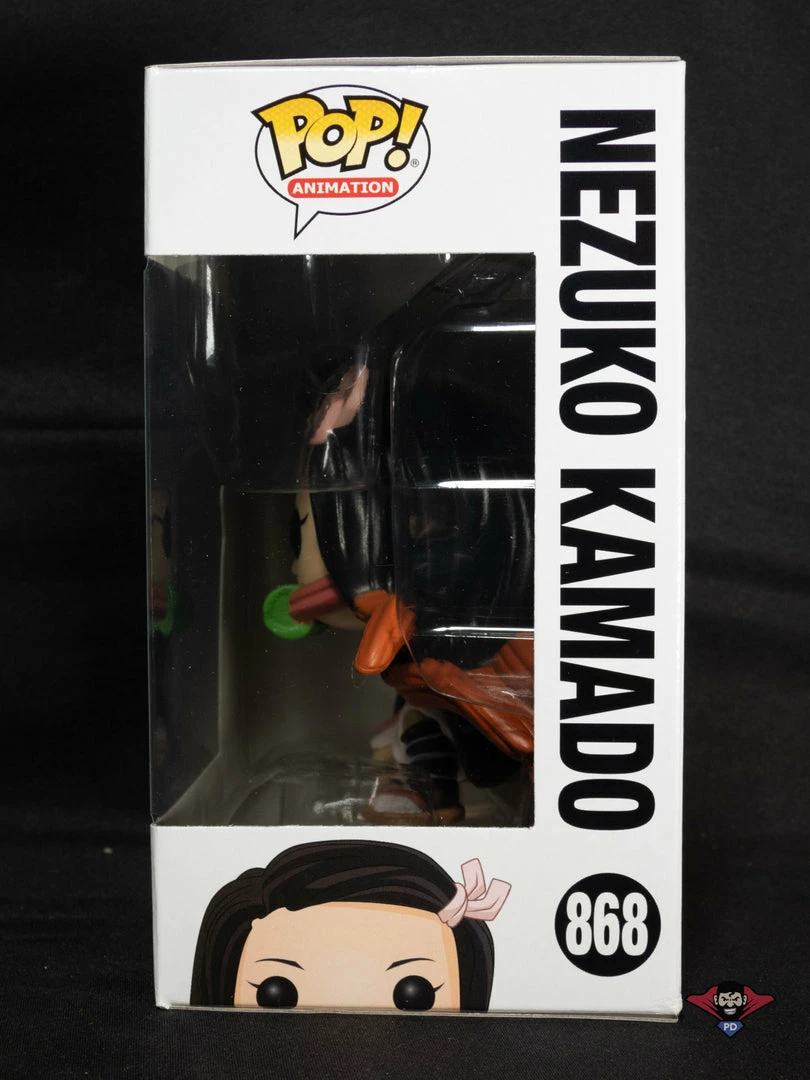 POP!®
ANIMATION
NEZUKO KAMADO
868
PD